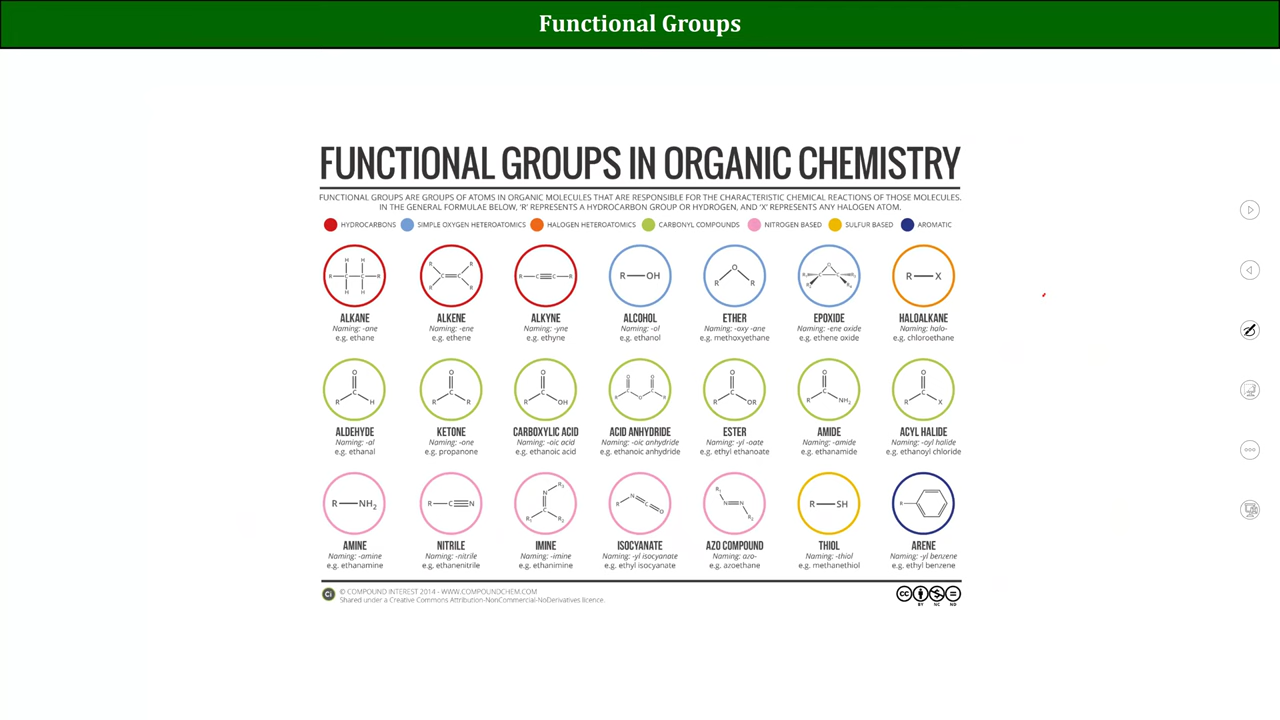 Functional Groups
FUNCTIONAL GROUPS IN ORGANIC CHEMISTRY
FUNCTIONAL GROUPS ARE GROUPS OF ATOMS IN ORGANIC MOLECULES THAT ARE RESPONSIBLE FOR THE CHARACTERISTIC CHEMICAL REACTIONS OF THOSE MOLECULES.
IN THE GENERAL FORMULAE BELOW, 'R' REPRESENTS A HYDROCARBON GROUP OR HYDROGEN, AND 'X' REPRESENTS ANY HALOGEN ATOM.
HYDROCARBONS SIMPLE OXYGEN HETEROATOMICS HALOGEN HETEROATOMICS CARBONYL COMPOUNDS NITROGEN BASED SULFUR BASED AROMATIC
ALKANE ALKENE ALKYNE ALCOHOL ETHER EPOXIDE HALOALKANE
Naming: -ane Naming: -ene Naming: -yne Naming: -ol Naming: -oxy -ane Naming: -ene oxide Naming: halo-
e.g. ethane e.g. ethene e.g. ethyne e.g. ethanol e.g. methoxyethane e.g. ethene oxide e.g. chloroethane
ALDEHYDE KETONE CARBOXYLIC ACID ACID ANHYDRIDE ESTER AMIDE ACYL HALIDE
Naming: -al Naming: -one Naming: -oic acid Naming: -oic anhydride Naming: -yl -oate Naming: -amide Naming: -oyl halide
e.g. ethanal e.g. propanone e.g. ethanoic acid e.g. ethanoic anhydride e.g. ethyl ethanoate e.g. ethanamide e.g. ethanoyl chloride
AMINE NITRILE IMINE ISOCYANATE AZO COMPOUND THIOL ARENE
Naming: -amine Naming: -nitrile Naming: -imine Naming: -yl isocyanate Naming: azo- Naming: -thiol Naming: -yl benzene
e.g. ethanamine e.g. ethanenitrile e.g. ethanimine e.g. ethyl isocyanate e.g. azoethane e.g. methanethiol e.g. ethyl benzene
Ci © COMPOUND INTEREST 2014 - WWW.COMPOUNDCHEM.COM
Shared under a Creative Commons Attribution-NonCommercial-NoDerivatives licence.
cc BY NC ND